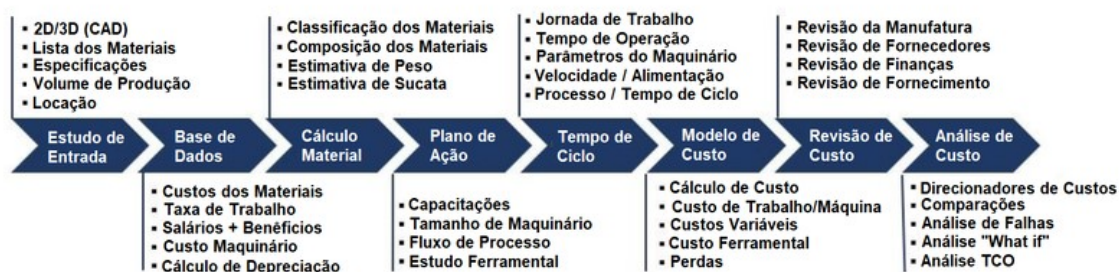 ▪ 2D/3D (CAD)
▪ Lista dos Materiais
▪ Especificações
▪ Volume de Produção
▪ Locação
▪ Classificação dos Materiais
▪ Composição dos Materiais
▪ Estimativa de Peso
▪ Estimativa de Sucata
▪ Jornada de Trabalho
▪ Tempo de Operação
▪ Parâmetros do Maquinário
▪ Velocidade / Alimentação
▪ Processo / Tempo de Ciclo
▪ Revisão da Manufatura
▪ Revisão de Fornecedores
▪ Revisão de Finanças
▪ Revisão de Fornecimento
Estudo de
Entrada
Base de
Dados
Cálculo
Material
Plano de
Ação
Tempo de
Ciclo
Modelo de
Custo
Revisão de
Custo
Análise de
Custo
▪ Custos dos Materiais
▪ Taxa de Trabalho
▪ Salários + Benefícios
▪ Custo Maquinário
▪ Cálculo de Depreciação
▪ Capacitações
▪ Tamanho de Maquinário
▪ Fluxo de Processo
▪ Estudo Ferramental
▪ Cálculo de Custo
▪ Custo de Trabalho/Máquina
▪ Custos Variáveis
▪ Custo Ferramental
▪ Perdas
▪ Direcionadores de Custos
▪ Comparações
▪ Análise de Falhas
▪ Análise "What if"
▪ Análise TCO